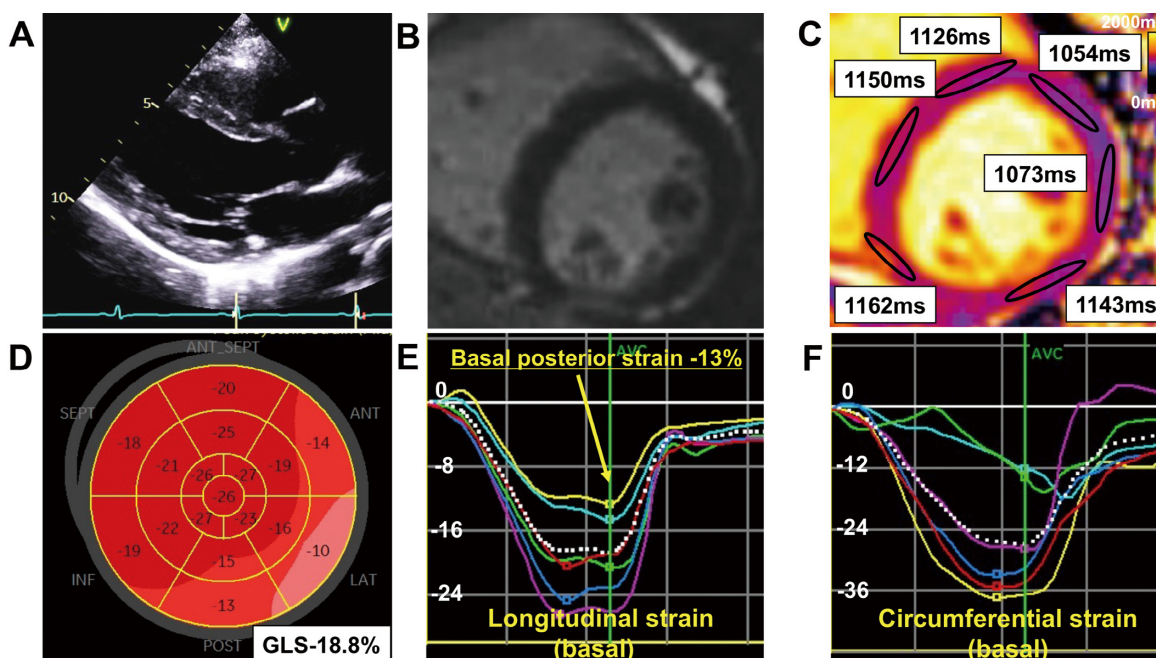 A
V
5
10
B
C
2000m
0m
1126ms
1054ms
1150ms
1073ms
1162ms
1143ms
D
ANT_SEPT
SEPT
ANT
-20
-18
-14
-25
-21
-19
26
27
-26
27
-23
-22
-16
-19
-10
-15
-13
INF
LAT
POST
GLS-18.8%
E
AVC
Basal posterior strain -13%
0
-8
-16
-24
Longitudinal strain
(basal)
F
AVC
0
-12
-24
-36
Circumferential strain
(basal)